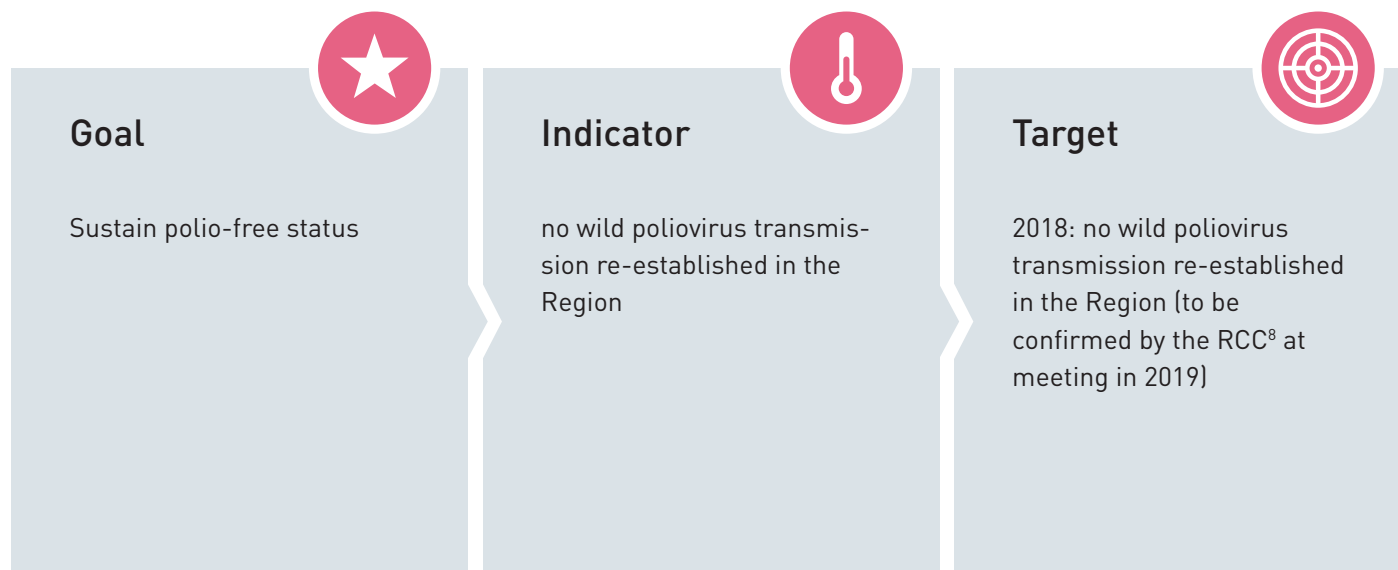 Goal
Sustain polio-free status
Indicator
no wild poliovirus transmis-
sion re-established in the
Region
Target
2018: no wild poliovirus
transmission re-established
in the Region (to be
confirmed by the RCC⁸ at
meeting in 2019)